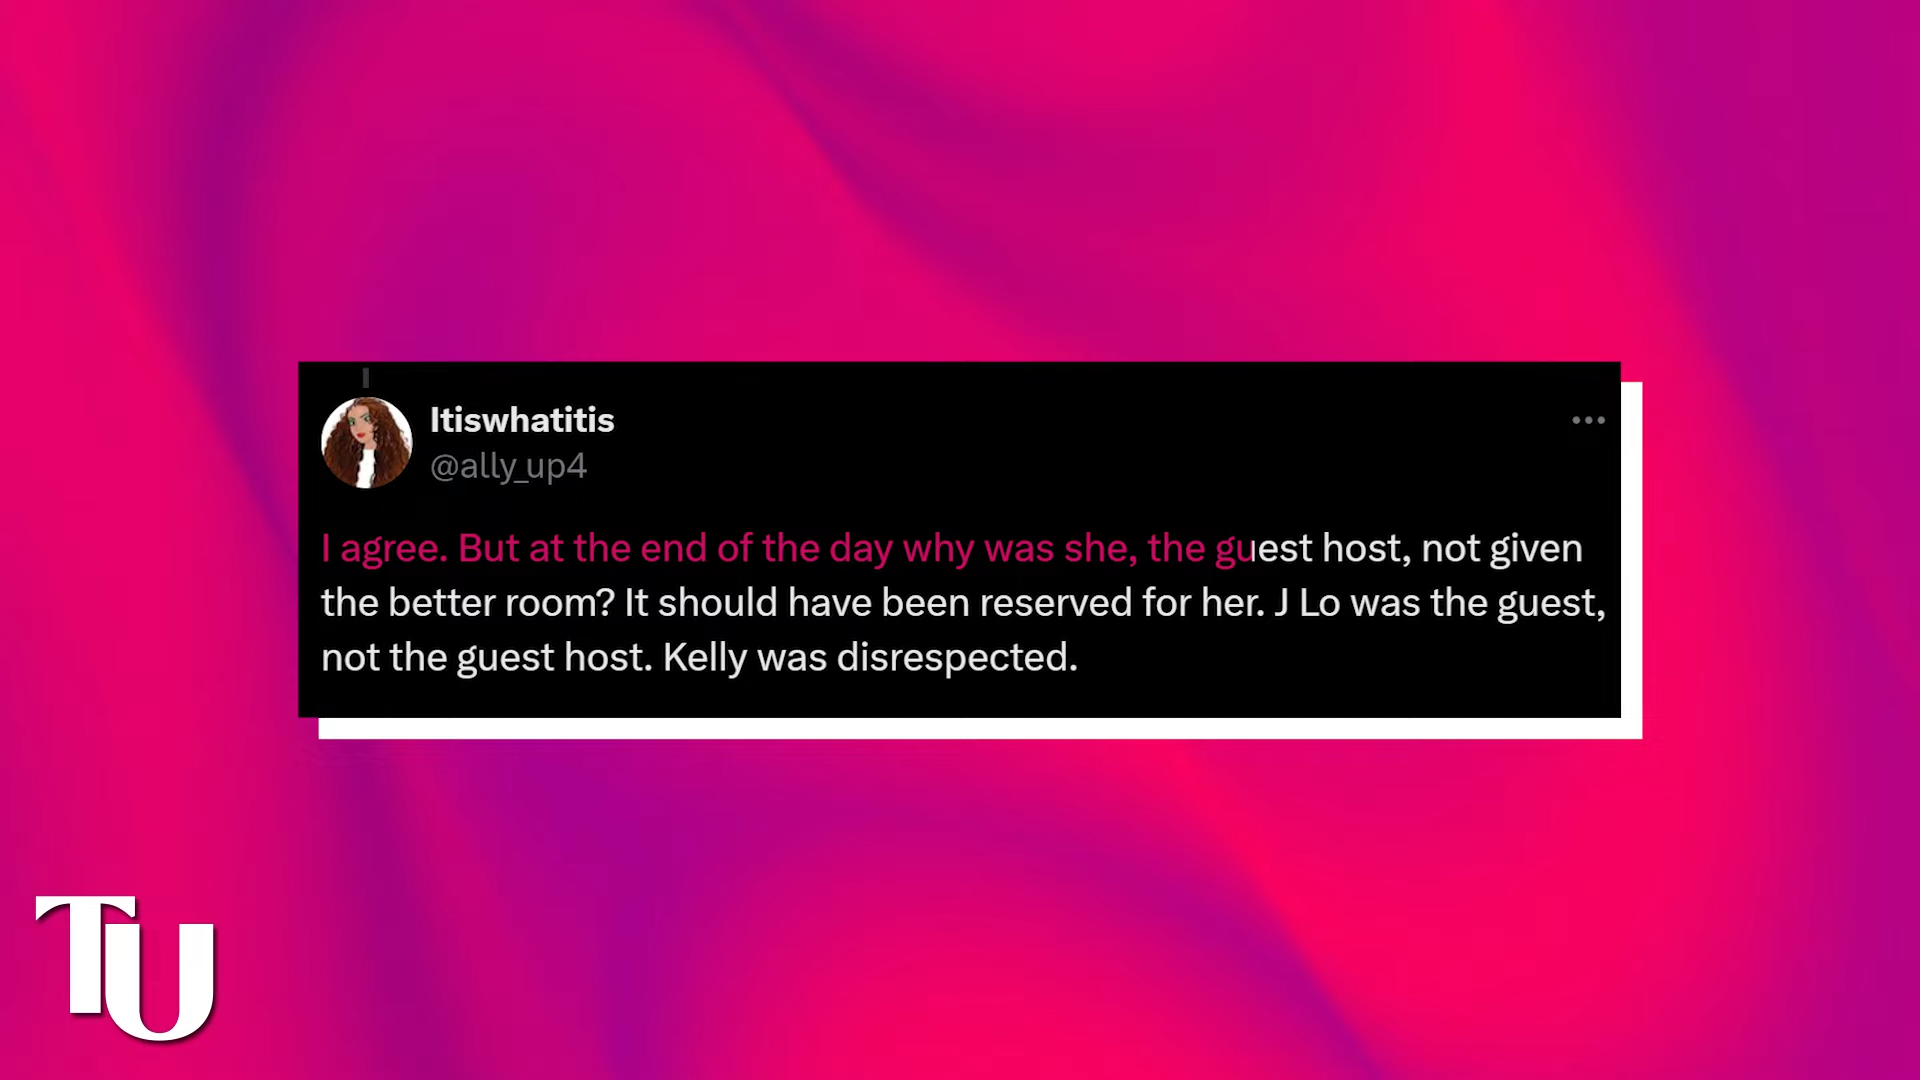 Itiswhatitis
@ally_up4
I agree. But at the end of the day why was she, the guest host, not given
the better room? It should have been reserved for her. J Lo was the guest,
not the guest host. Kelly was disrespected.
TU